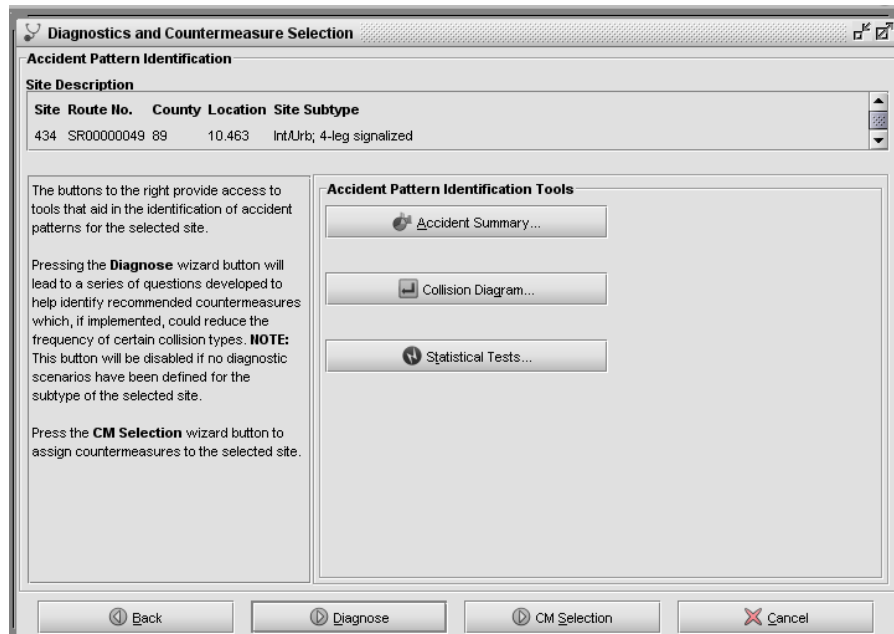 Diagnostics and Countermeasure Selection
Accident Pattern Identification
Site Description
Site Route No. County Location Site Subtype
434 SR00000049 89 10.463 Int/Urb; 4-leg signalized
The buttons to the right provide access to
tools that aid in the identification of accident
patterns for the selected site.
Pressing the Diagnose wizard button will
lead to a series of questions developed to
help identify recommended countermeasures
which, if implemented, could reduce the
frequency of certain collision types. NOTE:
This button will be disabled if no diagnostic
scenarios have been defined for the
subtype of the selected site.
Press the CM Selection wizard button to
assign countermeasures to the selected site.
Accident Pattern Identification Tools
Accident Summary...
Collision Diagram...
Statistical Tests...
Back
Diagnose
CM Selection
Cancel